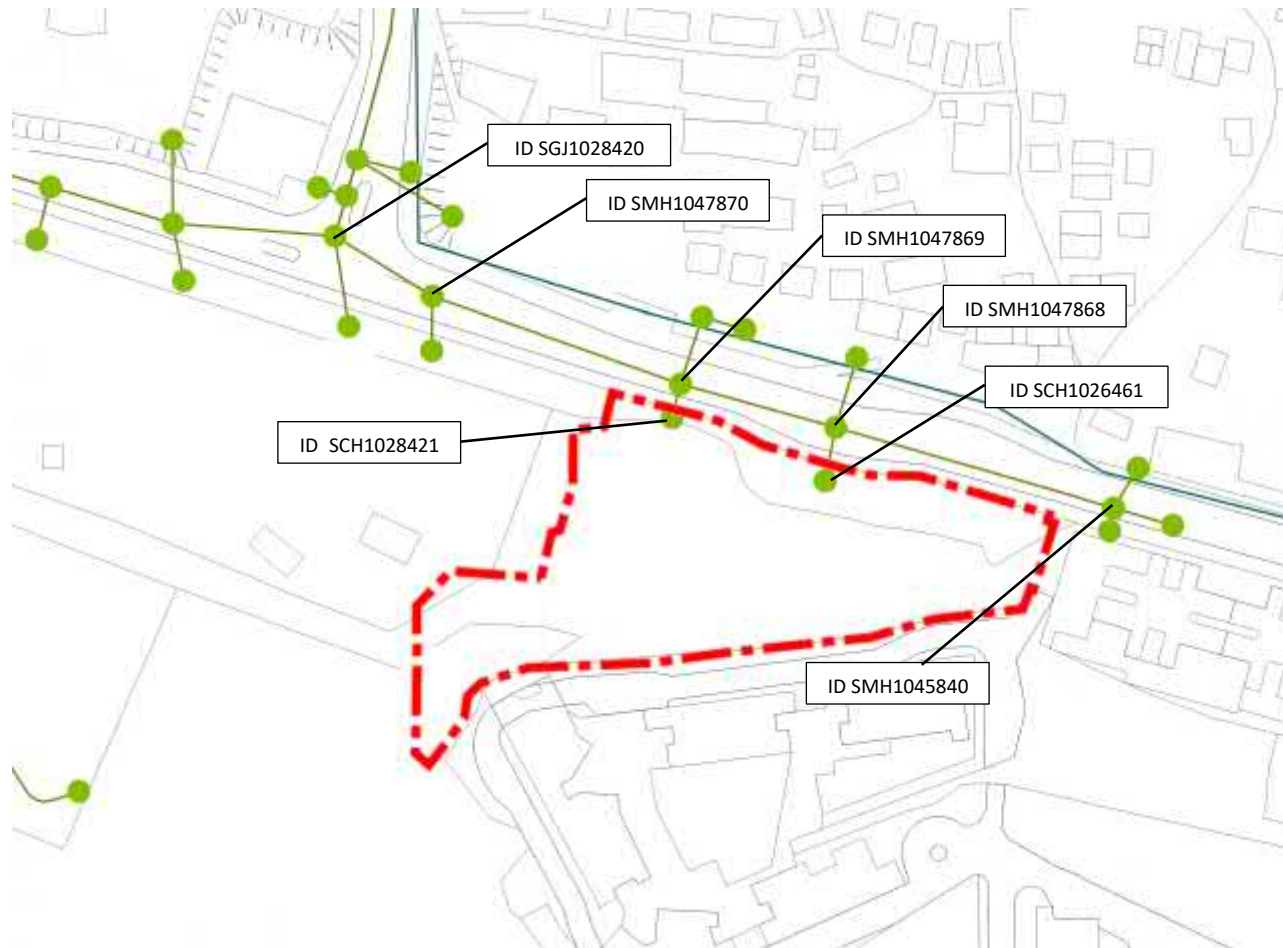 ID SGJ1028420
ID SMH1047870
ID SMH1047869
ID SMH1047868
ID SCH1026461
ID SCH1028421
ID SMH1045840